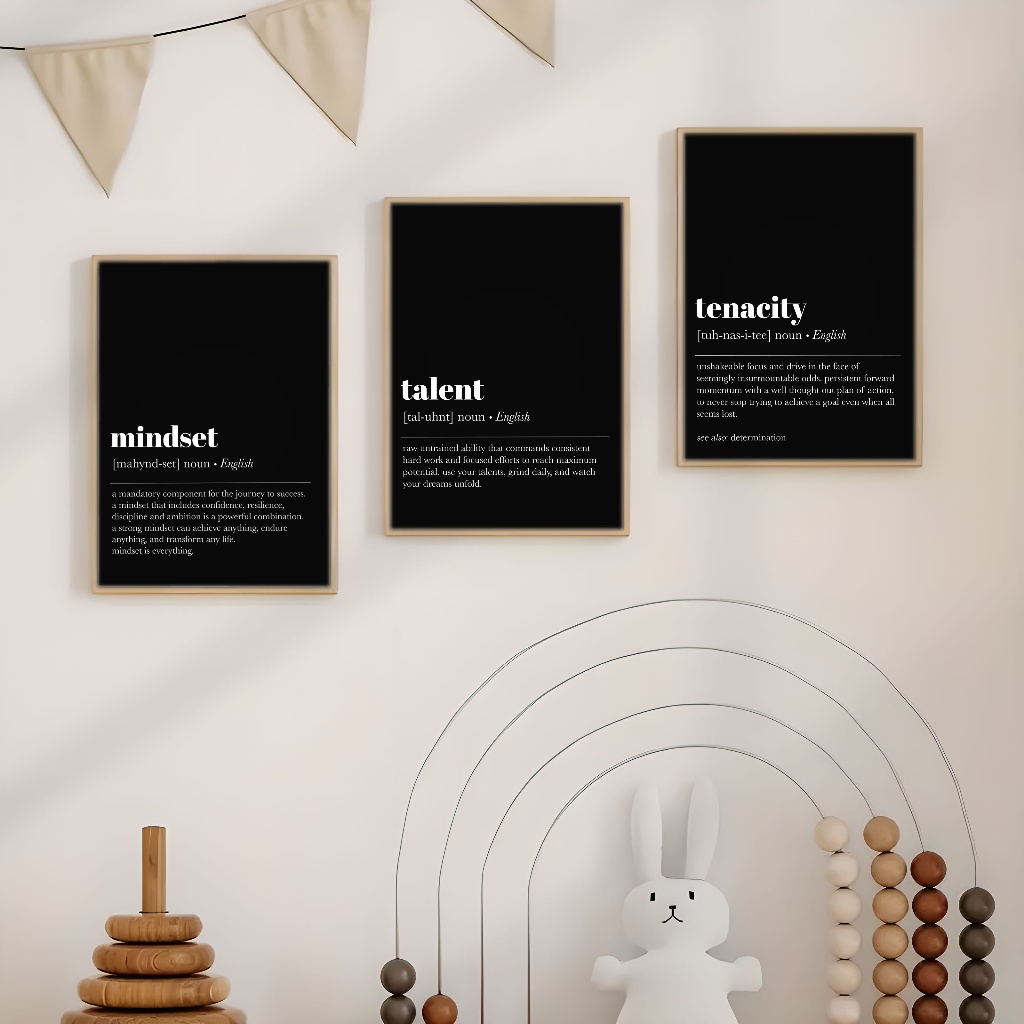 mindset
[mahynd-set] noun • English
a mandatory component for the journey to success.
a mindset that includes confidence, resilience,
discipline and ambition is a powerful combination.
a strong mindset can achieve anything, endure
anything, and transform any life.
mindset is everything.
talent
[tal-uhnt] noun • English
raw untrained ability that commands consistent
hard work and focused efforts to reach maximum
potential. use your talents, grind daily, and watch
your dreams unfold.
tenacity
[tuh-nas-i-tee] noun • English
unshakeable focus and drive in the face of
seemingly insurmountable odds. persistent forward
momentum with a well thought out plan of action.
to never stop trying to achieve a goal even when all
seems lost.
see also: determination